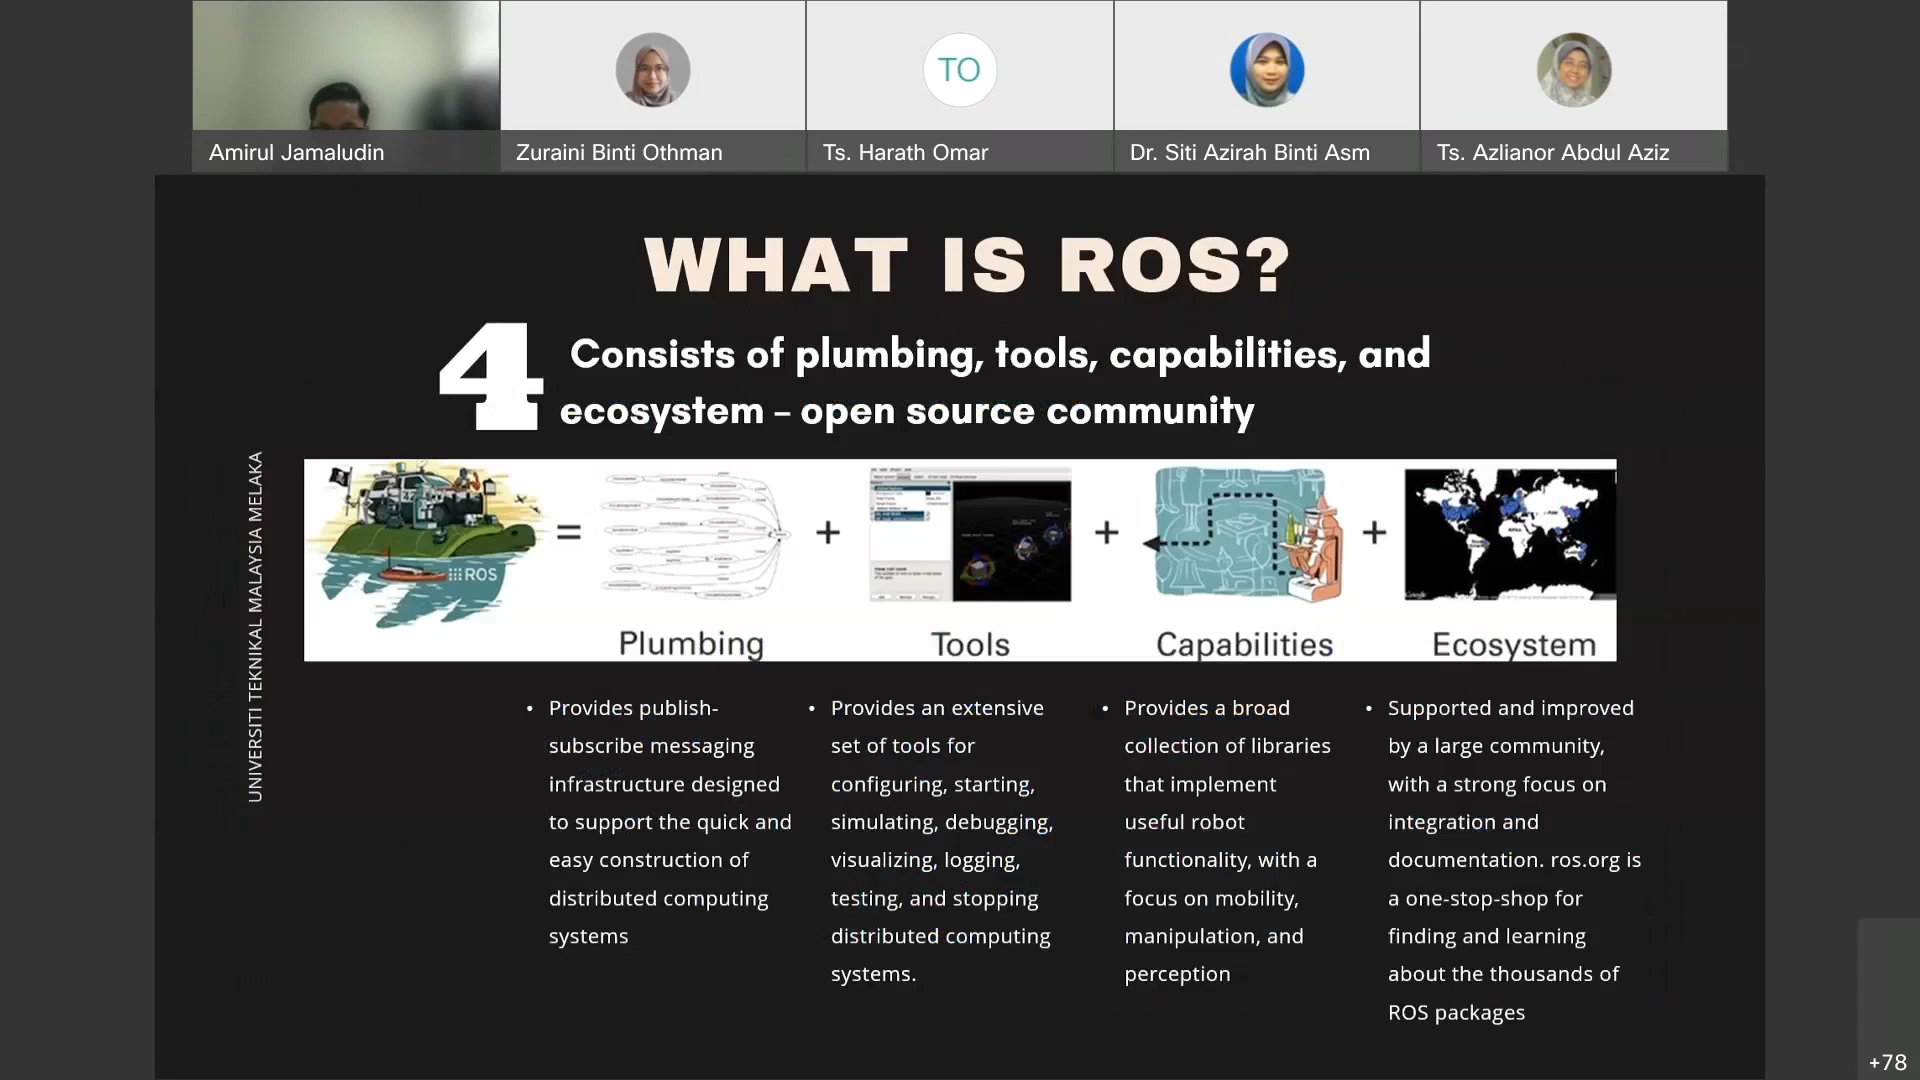 TO
Amirul Jamaludin
Zuraini Binti Othman
Ts. Harath Omar
Dr. Siti Azirah Binti Asm
Ts. Azlianor Abdul Aziz
WHAT IS ROS?
4
Consists of plumbing, tools, capabilities, and
ecosystem – open source community
UNIVERSITI TEKNIKAL MALAYSIA MELAKA
ROS
=
+
+
+
Plumbing
Tools
Capabilities
Ecosystem
• Provides publish-
subscribe messaging
infrastructure designed
to support the quick and
easy construction of
distributed computing
systems
• Provides an extensive
set of tools for
configuring, starting,
simulating, debugging,
visualizing, logging,
testing, and stopping
distributed computing
systems.
• Provides a broad
collection of libraries
that implement
useful robot
functionality, with a
focus on mobility,
manipulation, and
perception
• Supported and improved
by a large community,
with a strong focus on
integration and
documentation. ros.org is
a one-stop-shop for
finding and learning
about the thousands of
ROS packages
+78